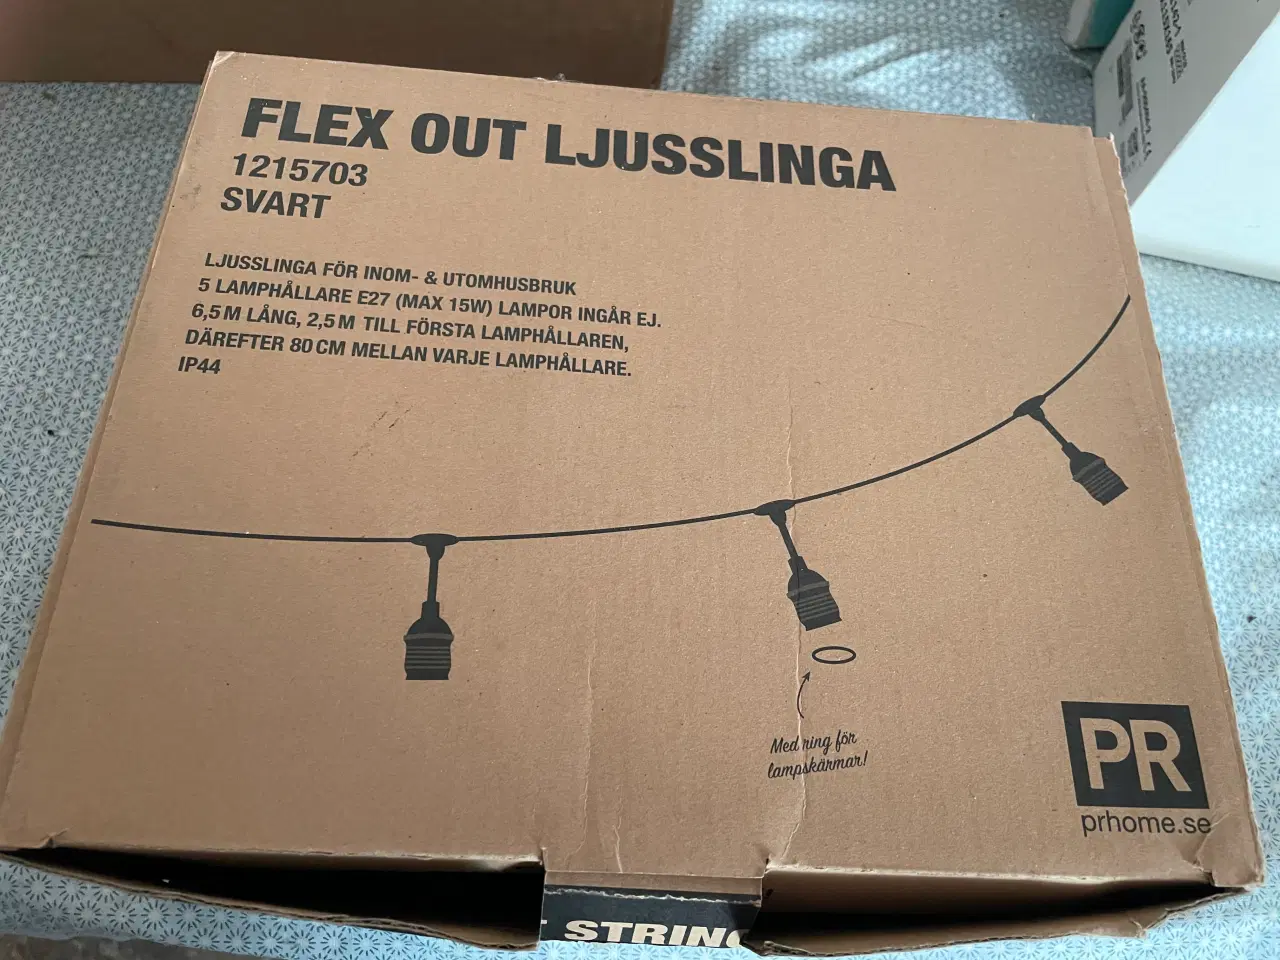 FLEX OUT LJUSSLINGA
1215703
SVART
LJUSSLINGA FÖR INOM- & UTOMHUSBRUK
5 LAMPHÅLLARE E27 (MAX 15W) LAMPOR INGÅR EJ.
6,5 M LÅNG, 2,5 M TILL FÖRSTA LAMPHÅLLAREN,
DÄREFTER 80 CM MELLAN VARJE LAMPHÅLLARE.
IP44
Med ring för
lampskärmar!
PR
prhome.se
STRING